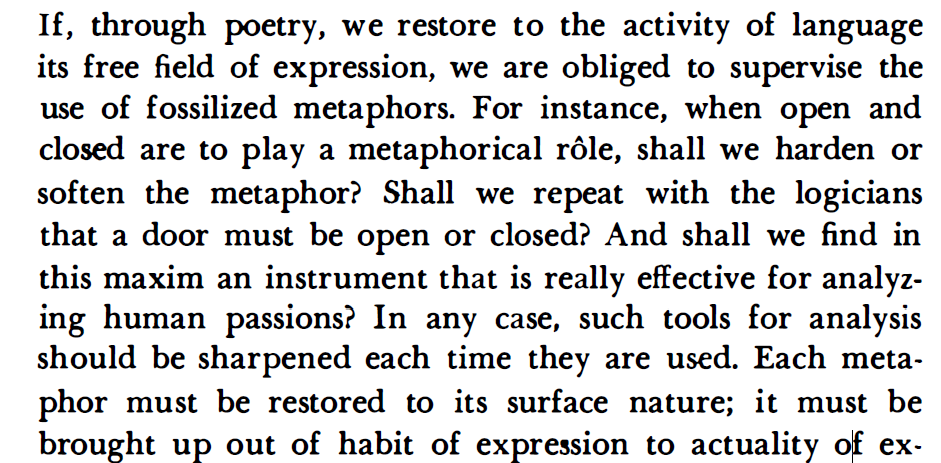 If, through poetry, we restore to the activity of language
its free field of expression, we are obliged to supervise the
use of fossilized metaphors. For instance, when open and
closed are to play a metaphorical rôle, shall we harden or
soften the metaphor? Shall we repeat with the logicians
that a door must be open or closed? And shall we find in
this maxim an instrument that is really effective for analyz-
ing human passions? In any case, such tools for analysis
should be sharpened each time they are used. Each meta-
phor must be restored to its surface nature; it must be
brought up out of habit of expression to actuality of ex-